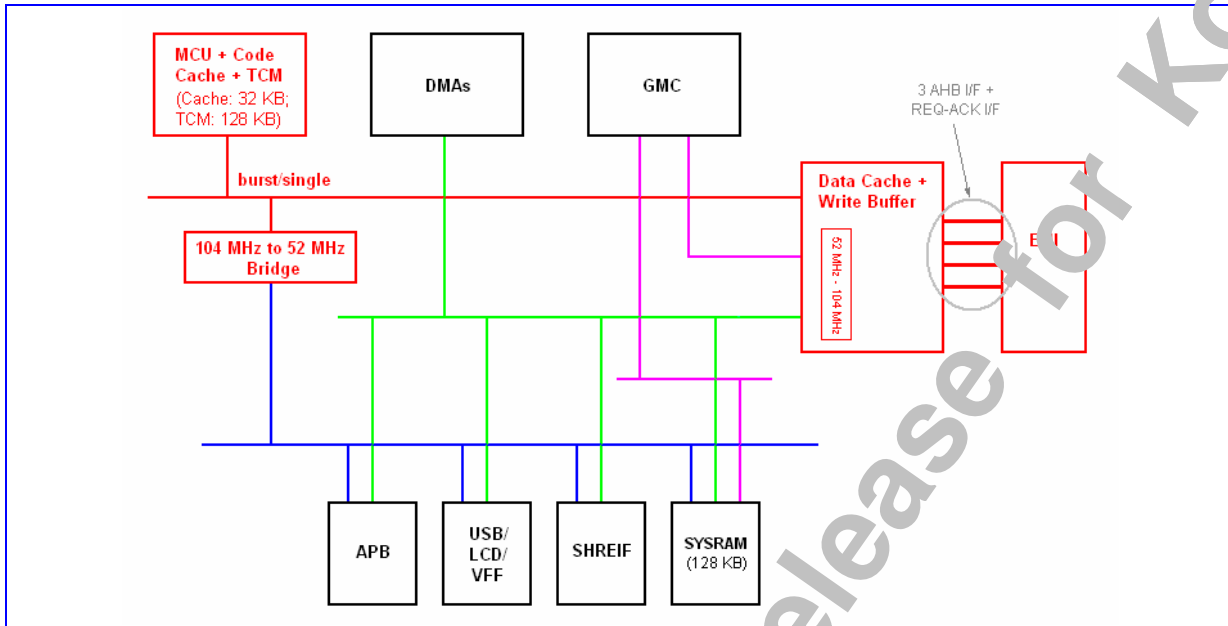 MCU + Code
Cache + TCM
(Cache: 32 KB;
TCM: 128 KB)
DMAs
GMC
3 AHB I/F +
REQ-ACK I/F
burst/single
Data Cache +
Write Buffer
52 MHz - 104 MHz
104 MHz to 52 MHz
Bridge
APB
USB/
LCD/
VFF
SHREIF
SYSRAM
(128 KB)
for